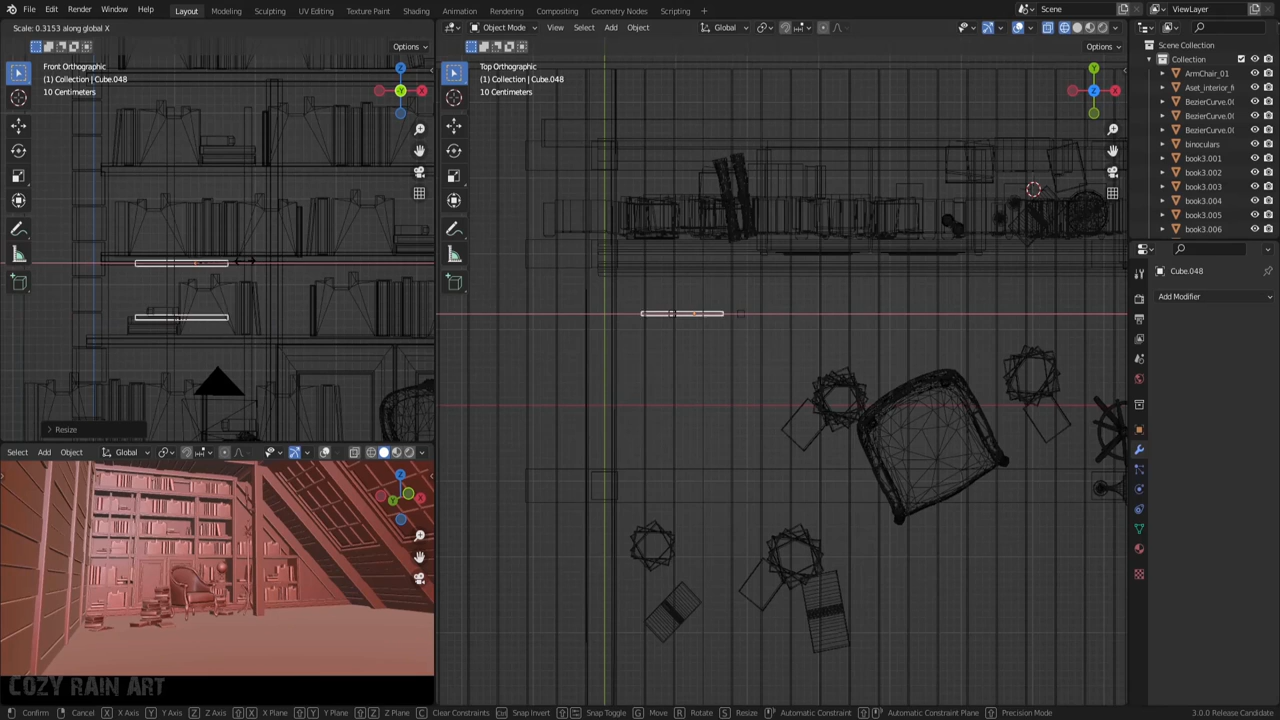 File Edit Render Window Help Layout Modeling Sculpting UV Editing Texture Paint Shading Animation Rendering Compositing Geometry Nodes Scripting + Scene ViewLayer
Scale: 0.3153 along global X
Object Mode View Select Add Object Global
Options
Options
Front Orthographic
(1) Collection | Cube.048
10 Centimeters
Top Orthographic
(1) Collection | Cube.048
10 Centimeters
Z
X
Y
Y
Z
X
Scene Collection
Collection
ArmChair_01
Aset_interior_f
BezierCurve.0
BezierCurve.0
BezierCurve.0
binoculars
book3.001
book3.002
book3.003
book3.004
book3.005
book3.006
Cube.048
Add Modifier
Resize
Select Add Object Global
Z
X
Y
COZY RAIN ART
Confirm Cancel X X Axis Y Y Axis Z Z Axis X X Plane Y Y Plane Z Z Plane C Clear Constraints Ctrl Snap Invert Snap Toggle G Move R Rotate S Resize Automatic Constraint Automatic Constraint Plane Precision Mode 3.0.0 Release Candidate